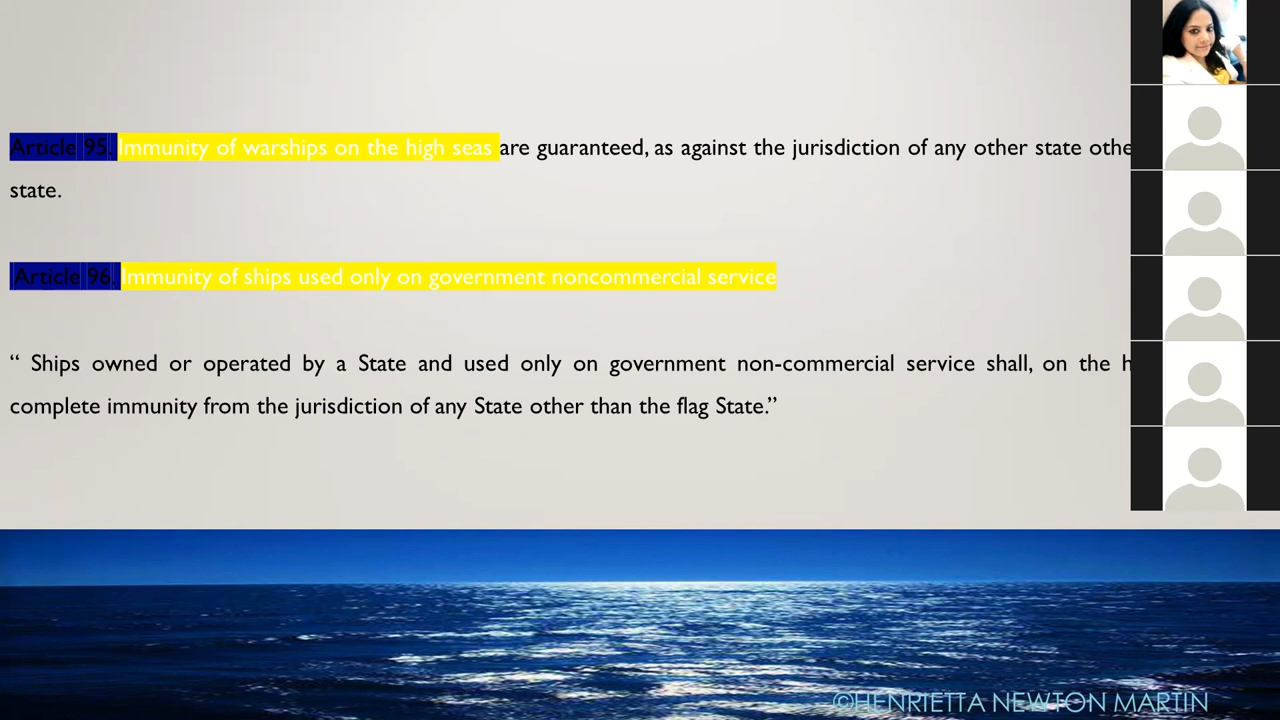 Article 95. Immunity of warships on the high seas are guaranteed, as against the jurisdiction of any other state
state.
Article 96. Immunity of ships used only on government noncommercial service
“ Ships owned or operated by a State and used only on government non-commercial service shall, on the
complete immunity from the jurisdiction of any State other than the flag State.”
©HENRIETTA NEWTON MARTIN